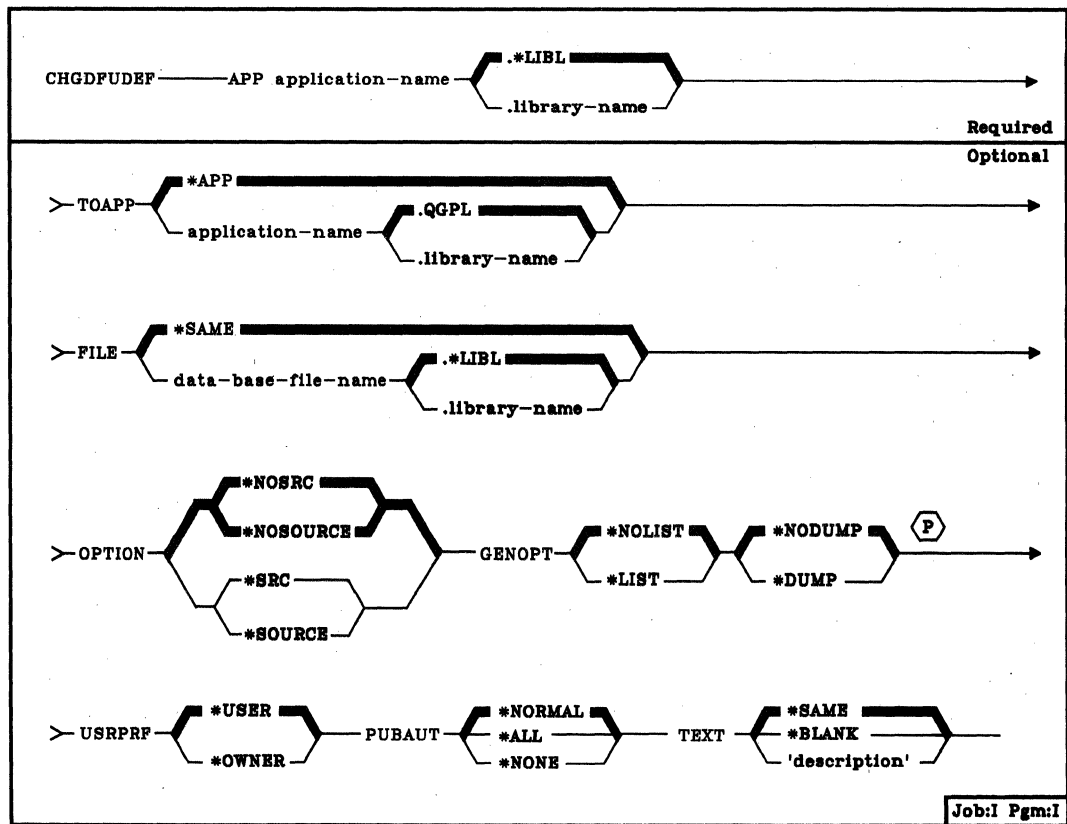 .*LIBL
CHGDFUDEF APP application-name
.library-name
Required
Optional
*APP
>TOAPP
.QGPL
application-name
.library-name
*SAME
>FILE
.*LIBL
data-base-file-name
.library-name
*NOSRC
*NOSOURCE
*NOLIST *NODUMP P
>OPTION GENOPT
*LIST *DUMP
*SRC
*SOURCE
*USER *NORMAL *SAME
>USRPRF PUBAUT *ALL TEXT *BLANK
*OWNER *NONE 'description'
Job:I Pgm:I